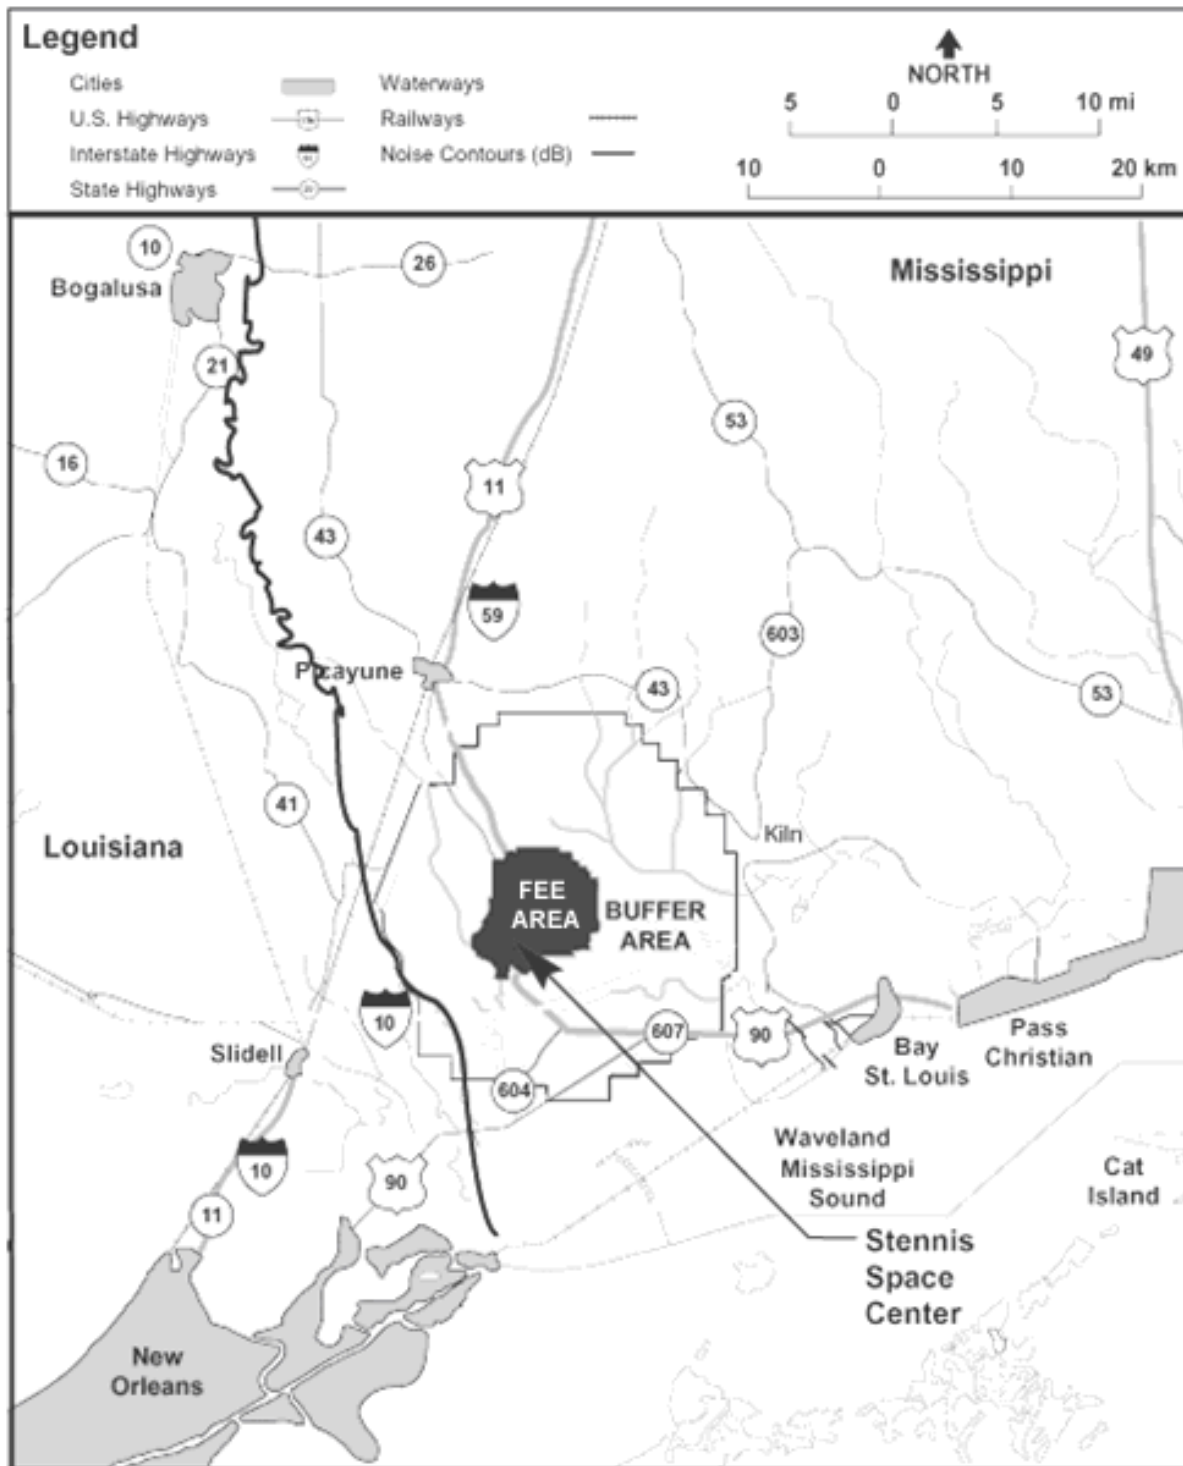 Legend
Cities
Waterways
U.S. Highways
Railways
Interstate Highways
Noise Contours (dB)
State Highways
NORTH
5 0 5 10 mi
10 0 10 20 km
10
26
Bogalusa
Mississippi
21
49
53
16
11
43
59
603
Picayune
43
53
41
Kiln
Louisiana
FEE
AREA
BUFFER
AREA
10
607
90
Slidell
Bay
St. Louis
Pass
Christian
604
Waveland
Mississippi
Sound
Cat
Island
10
90
11
Stennis
Space
Center
New
Orleans